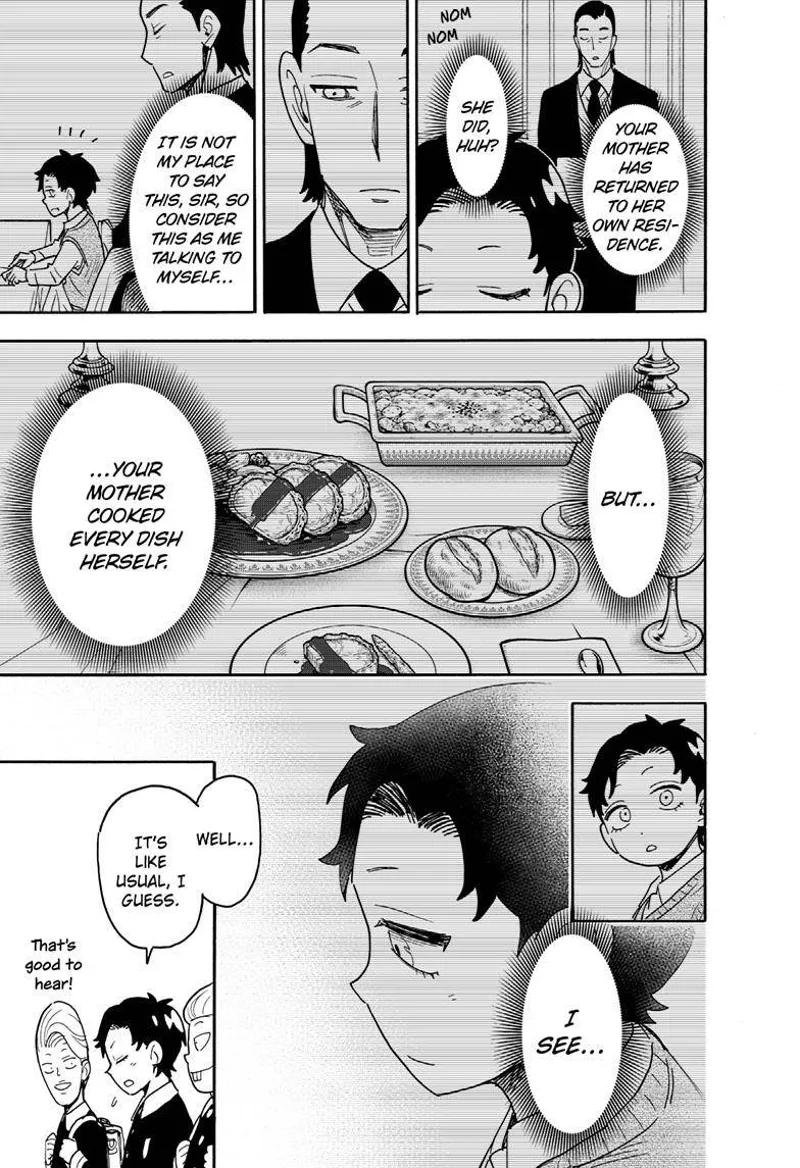 YOUR
MOTHER
HAS
RETURNED
TO HER
OWN RESI-
DENCE.
NOM
NOM
SHE
DID,
HUH?
IT IS NOT
MY PLACE
TO SAY
THIS, SIR, SO
CONSIDER
THIS AS ME
TALKING TO
MYSELF...
BUT...
...YOUR
MOTHER
COOKED
EVERY DISH
HERSELF.
I
SEE...
WELL...
IT'S
LIKE
USUAL, I
GUESS.
That's
good to
hear!